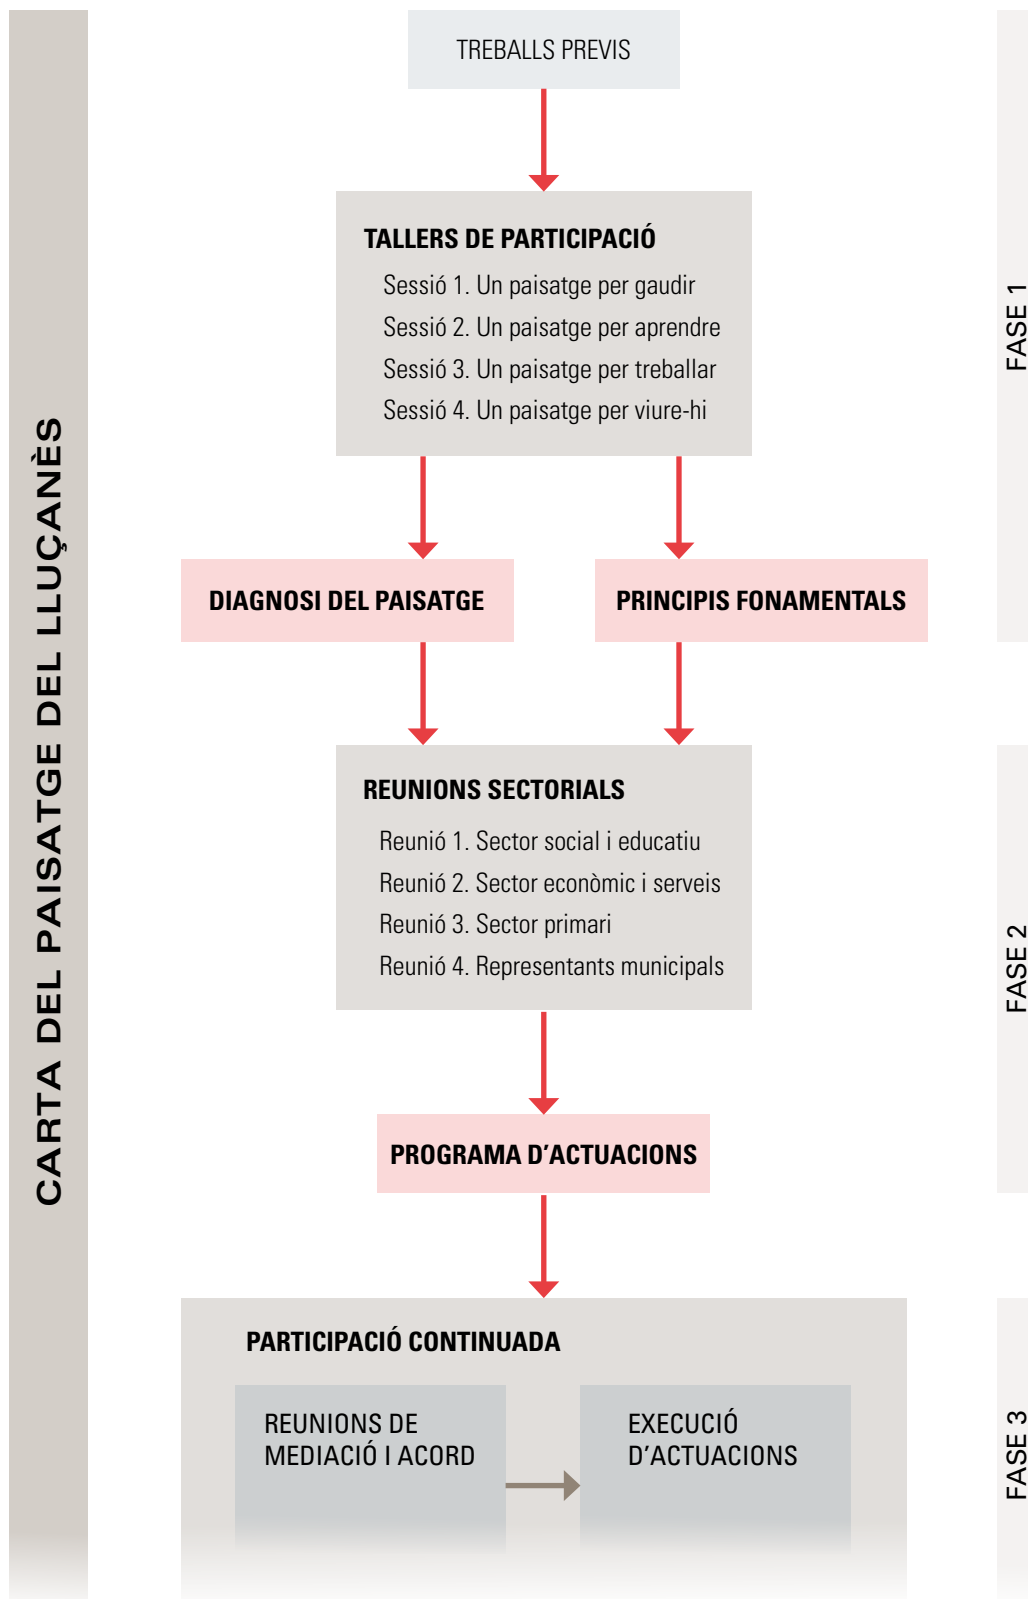 CARTA DEL PAISATGE DEL LLUÇANÈS
TREBALLS PREVIS
TALLERS DE PARTICIPACIÓ
Sessió 1. Un paisatge per gaudir
Sessió 2. Un paisatge per aprendre
Sessió 3. Un paisatge per treballar
Sessió 4. Un paisatge per viure-hi
FASE 1
DIAGNOSI DEL PAISATGE
PRINCIPIS FONAMENTALS
REUNIONS SECTORIALS
Reunió 1. Sector social i educatiu
Reunió 2. Sector econòmic i serveis
Reunió 3. Sector primari
Reunió 4. Representants municipals
FASE 2
PROGRAMA D’ACTUACIONS
PARTICIPACIÓ CONTINUADA
REUNIONS DE
MEDIACIÓ I ACORD
EXECUCIÓ
D’ACTUACIONS
FASE 3